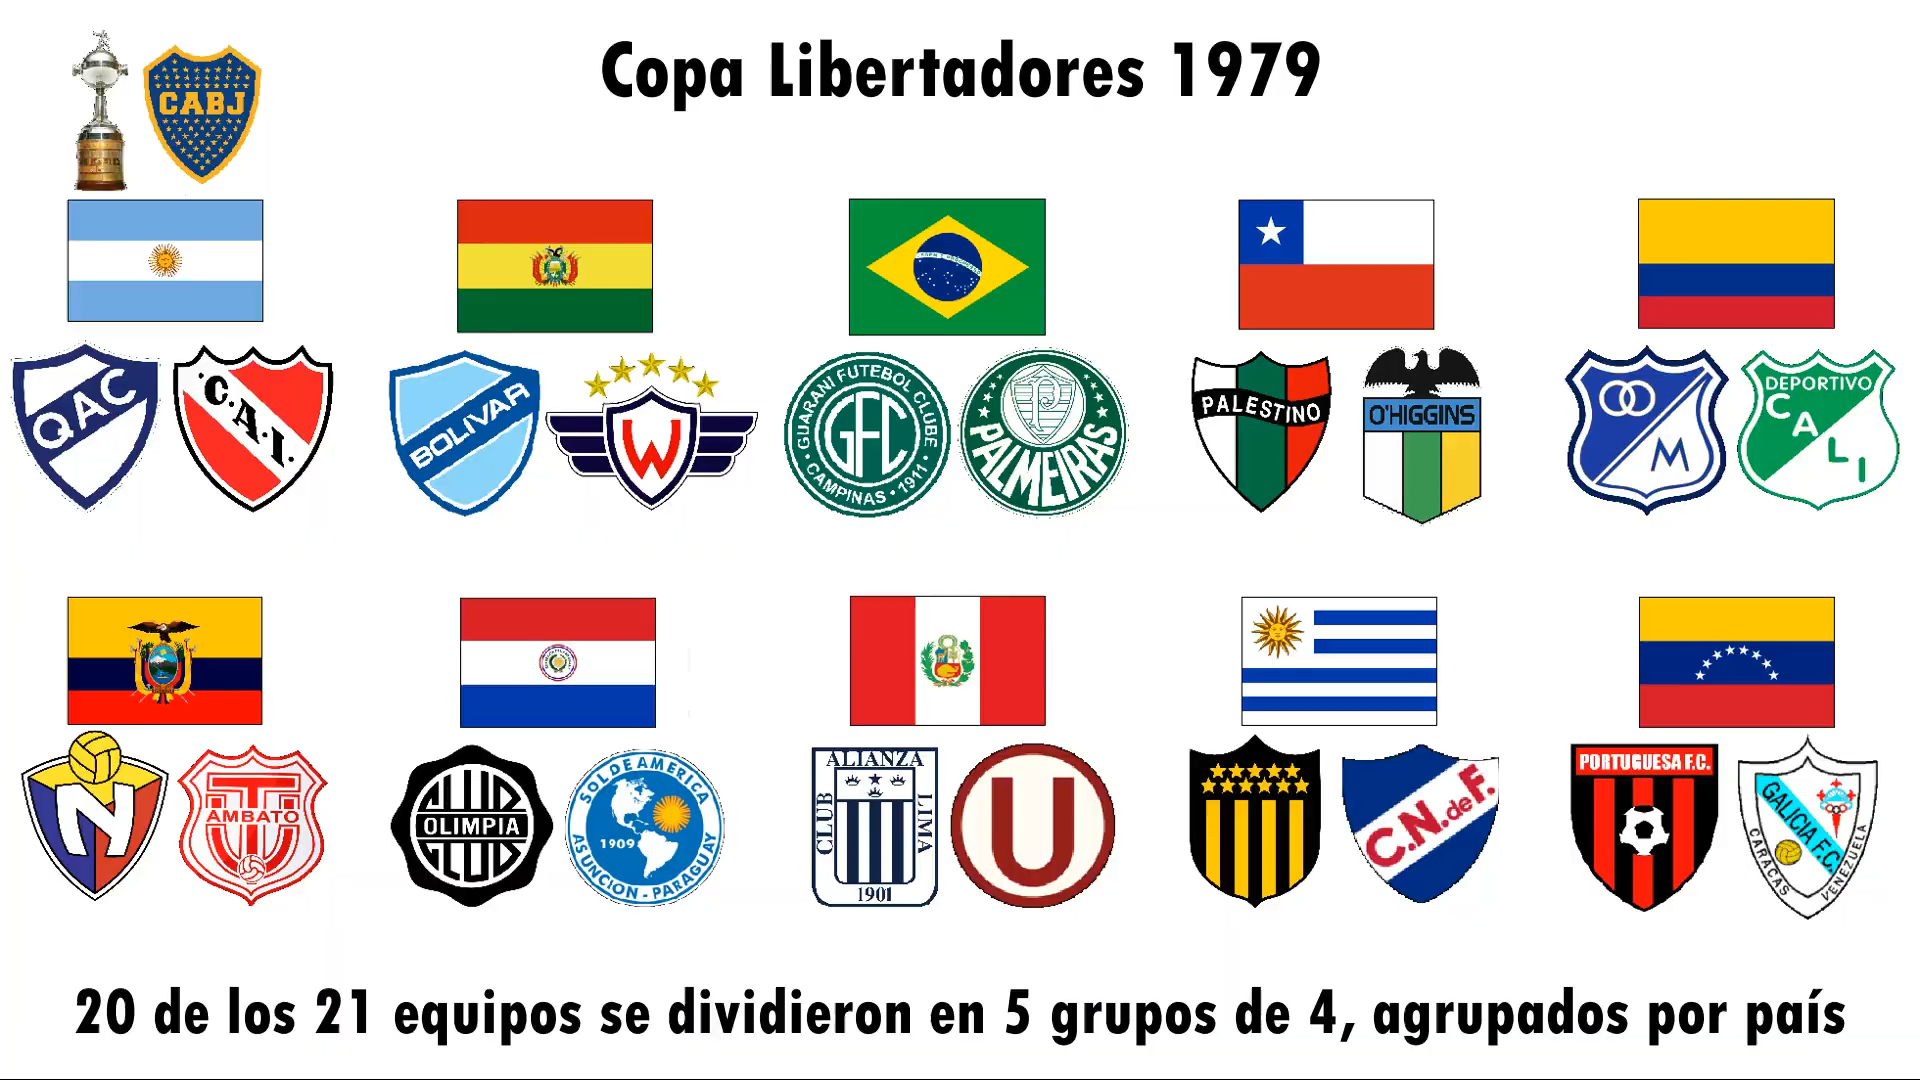 Copa Libertadores 1979
CABJ
QAC
C.A.I.
BOLIVAR
W
GUARANI FUTEBOL CLUBE
GFC
CAMPINAS • 1911
P
PALMEIRAS
PALESTINO
O'HIGGINS
M
DEPORTIVO
CALI
N
T U
AMBATO
CLUB
OLIMPIA
SOL DE AMERICA
1909
ASUNCION - PARAGUAY
ALIANZA
CLUB
LIMA
1901
U
C.N. de F.
PORTUGUESA F.C.
GALICIA F.C.
CARACAS
VENEZUELA
20 de los 21 equipos se dividieron en 5 grupos de 4, agrupados por país